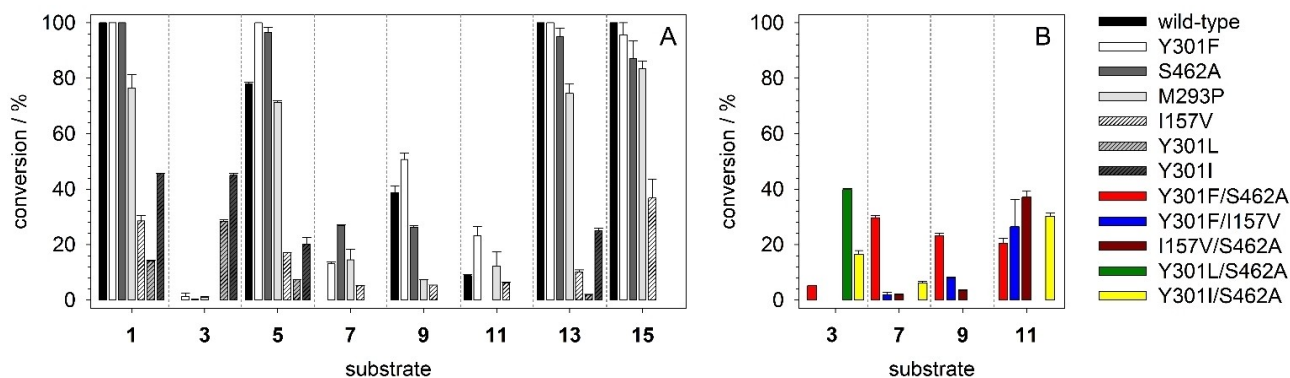 100
80
60
40
20
0
conversion / %
A
1 3 5 7 9 11 13 15
substrate
100
80
60
40
20
0
conversion / %
B
3 7 9 11
substrate
wild-type
Y301F
S462A
M293P
I157V
Y301L
Y301I
Y301F/S462A
Y301F/I157V
I157V/S462A
Y301L/S462A
Y301I/S462A